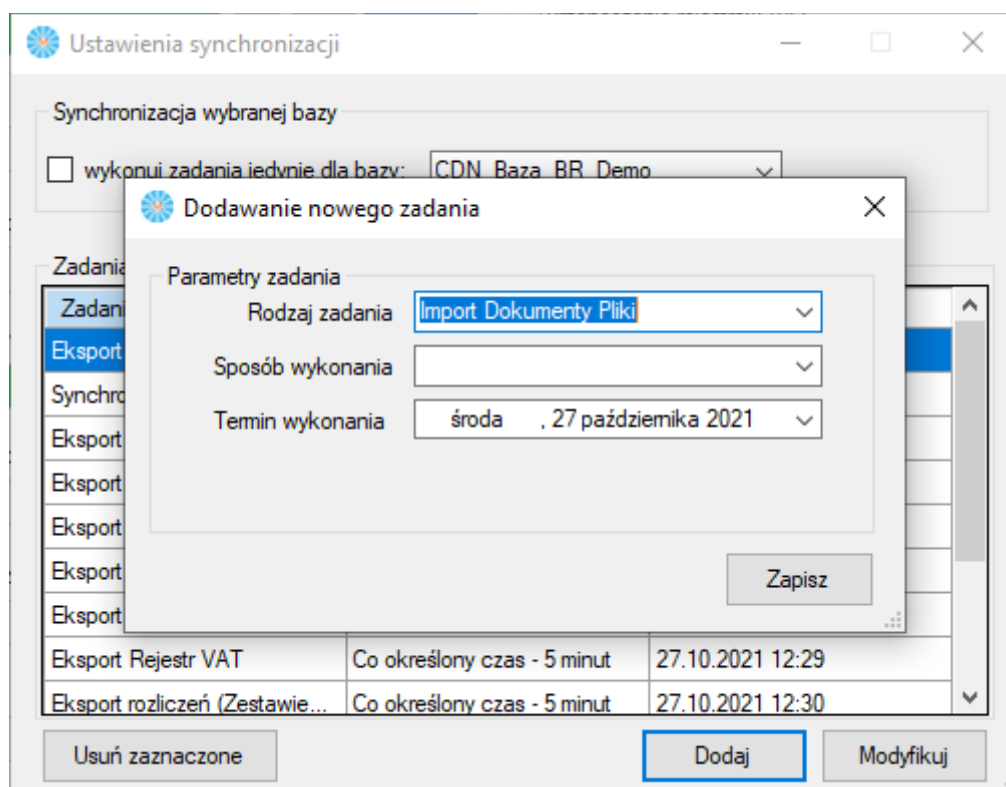 Ustawienia synchronizacji
Synchronizacja wybranej bazy
wykonuj zadania jedynie dla bazy: CDN_Baza_BR_Demo
Dodawanie nowego zadania
Zadania
Parametry zadania
Zadani
Rodzaj zadania Import Dokumenty Pliki
Eksport
Sposób wykonania
Synchro
Termin wykonania środa , 27 października 2021
Eksport
Eksport
Eksport
Eksport
Zapisz
Eksport
Eksport Rejestr VAT Co określony czas - 5 minut 27.10.2021 12:29
Eksport rozliczeń (Zestawie... Co określony czas - 5 minut 27.10.2021 12:30
Usuń zaznaczone Dodaj Modyfikuj